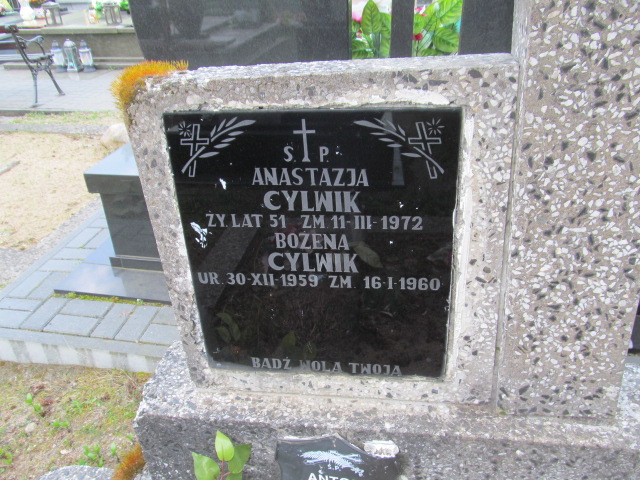 Ś. P.
ANASTAZJA
CYLWIK
ŻY. LAT 51 ZM. 11-III-1972
BOŻENA
CYLWIK
UR. 30-XII-1959 ZM. 16-I-1960
BĄDŹ WOLA TWOJA
Ś.P.